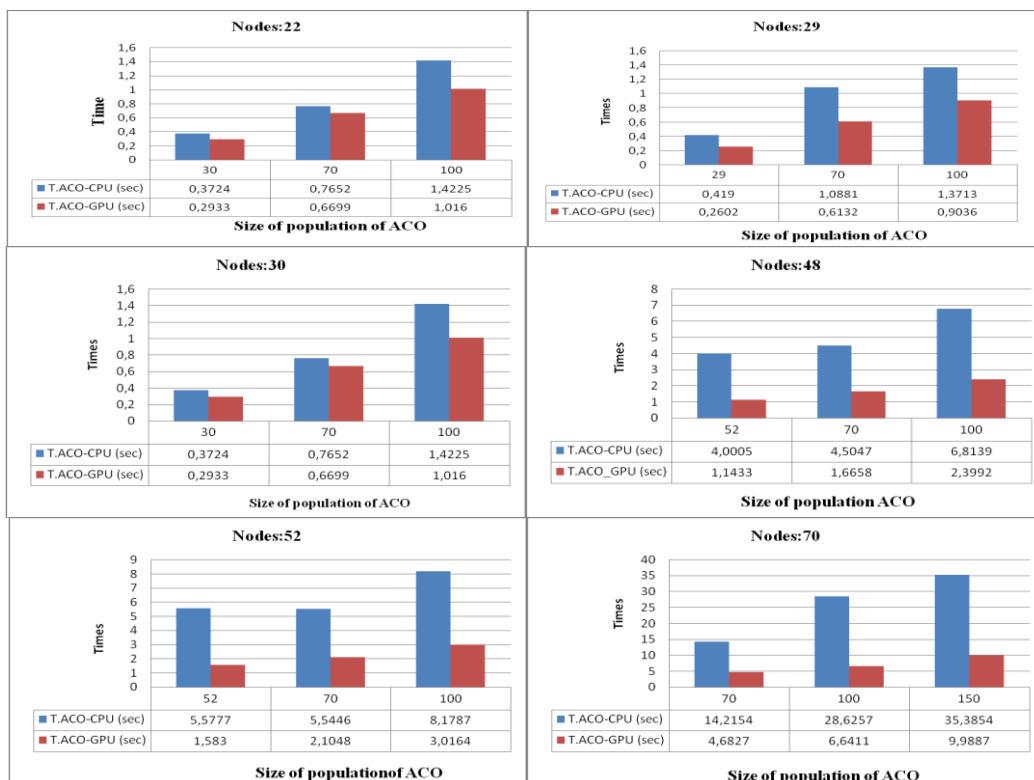 Nodes:22
Time
1,6
1,4
1,2
1
0,8
0,6
0,4
0,2
0
30 70 100
T.ACO-CPU (sec) 0,3724 0,7652 1,4225
T.ACO-GPU (sec) 0,2933 0,6699 1,016
Size of population of ACO
Nodes:29
Times
1,6
1,4
1,2
1
0,8
0,6
0,4
0,2
0
29 70 100
T.ACO-CPU (sec) 0,419 1,0881 1,3713
T.ACO-GPU (sec) 0,2602 0,6132 0,9036
Size of population of ACO
Nodes:30
Times
1,6
1,4
1,2
1
0,8
0,6
0,4
0,2
0
30 70 100
T.ACO-CPU (sec) 0,3724 0,7652 1,4225
T.ACO-GPU (sec) 0,2933 0,6699 1,016
Size of population of ACO
Nodes:48
Times
8
7
6
5
4
3
2
1
0
52 70 100
T.ACO-CPU (sec) 4,0005 4,5047 6,8139
T.ACO_GPU (sec) 1,1433 1,6658 2,3992
Size of population ACO
Nodes:52
Times
9
8
7
6
5
4
3
2
1
0
52 70 100
T.ACO-CPU (sec) 5,5777 5,5446 8,1787
T.ACO-GPU (sec) 1,583 2,1048 3,0164
Size of populationof ACO
Nodes:70
Times
40
35
30
25
20
15
10
5
0
70 100 150
T.ACO-CPU (sec) 14,2154 28,6257 35,3854
T.ACO-GPU (sec) 4,6827 6,6411 9,9887
Size of population of ACO